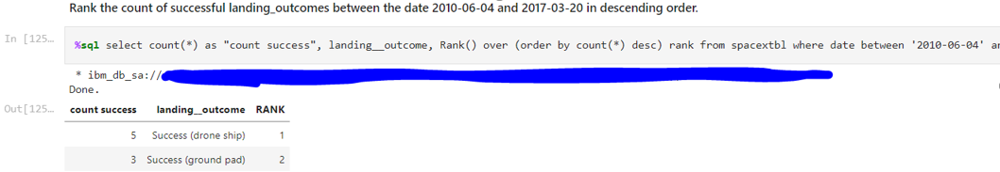 Rank the count of successful landing_outcomes between the date 2010-06-04 and 2017-03-20 in descending order.
In [125…
%sql select count(*) as "count success", landing__outcome, Rank() over (order by count(*) desc) rank from spacextbl where date between '2010-06-04' an
* ibm_db_sa://
Done.
Out[125…
count success landing__outcome RANK
5 Success (drone ship) 1
3 Success (ground pad) 2